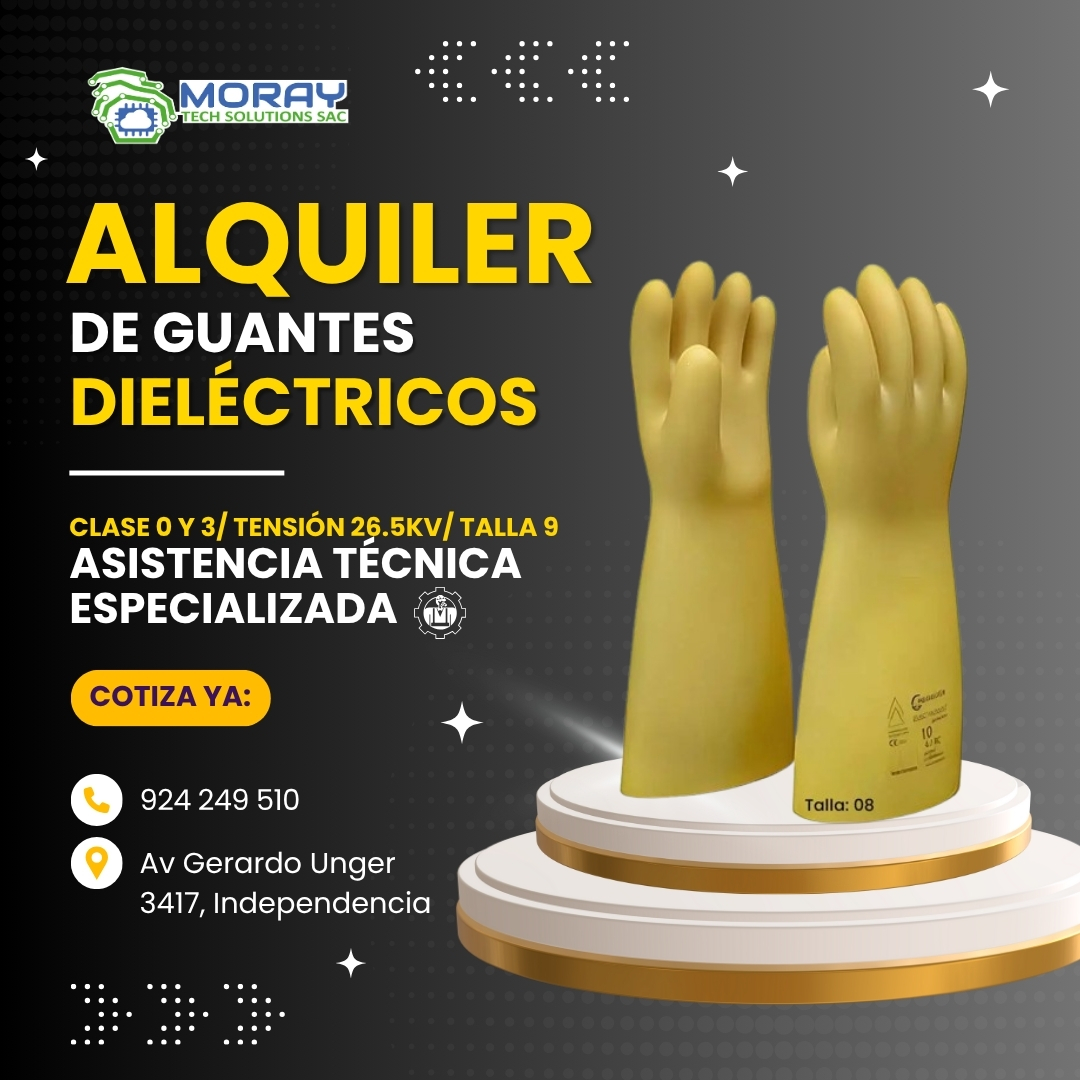 MORAY
TECH SOLUTIONS SAC
ALQUILER
DE GUANTES
DIELÉCTRICOS
CLASE 0 Y 3/ TENSIÓN 26.5KV/ TALLA 9
ASISTENCIA TÉCNICA
ESPECIALIZADA
COTIZA YA:
924 249 510
Av Gerardo Unger
3417, Independencia
10
Talla: 08